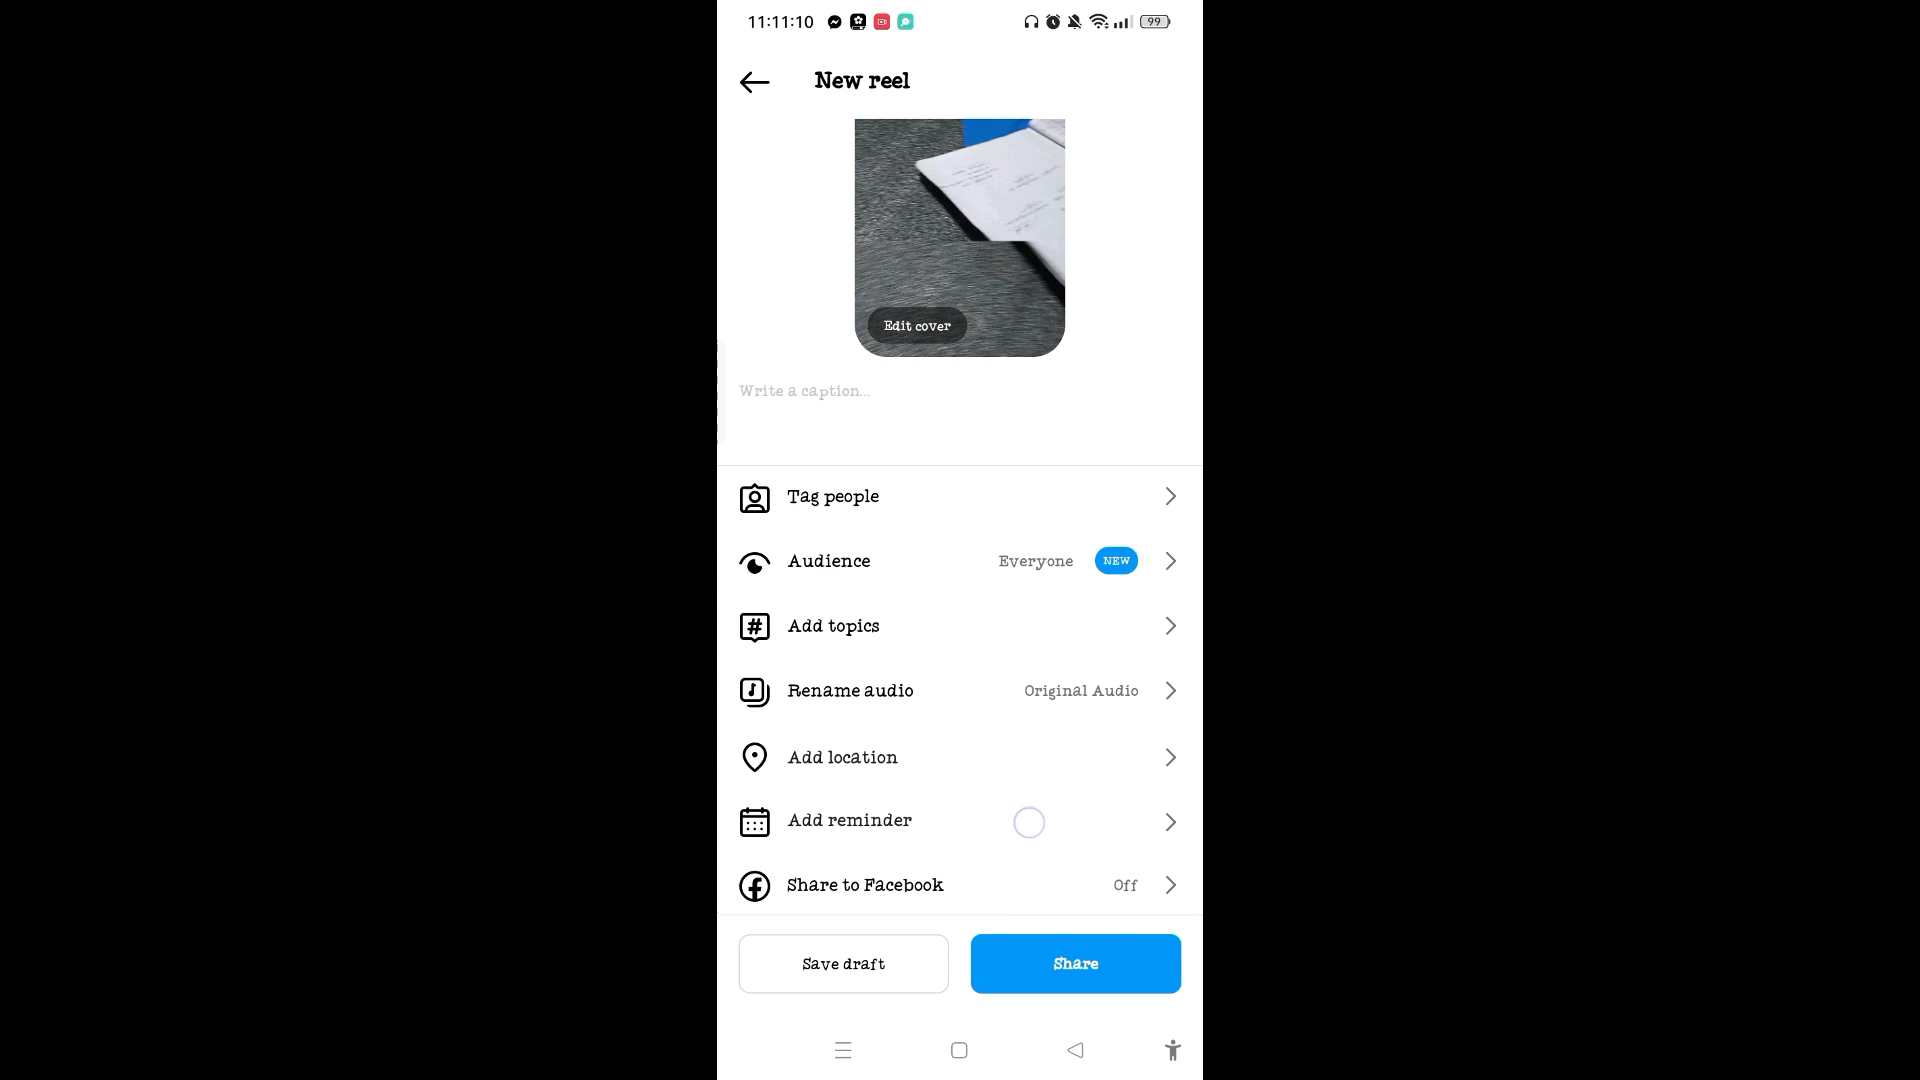 11:11:10
99
New reel
Edit cover
Write a caption...
Tag people
Audience Everyone NEW
Add topics
Rename audio Original Audio
Add location
Add reminder
Share to Facebook Off
Save draft Share